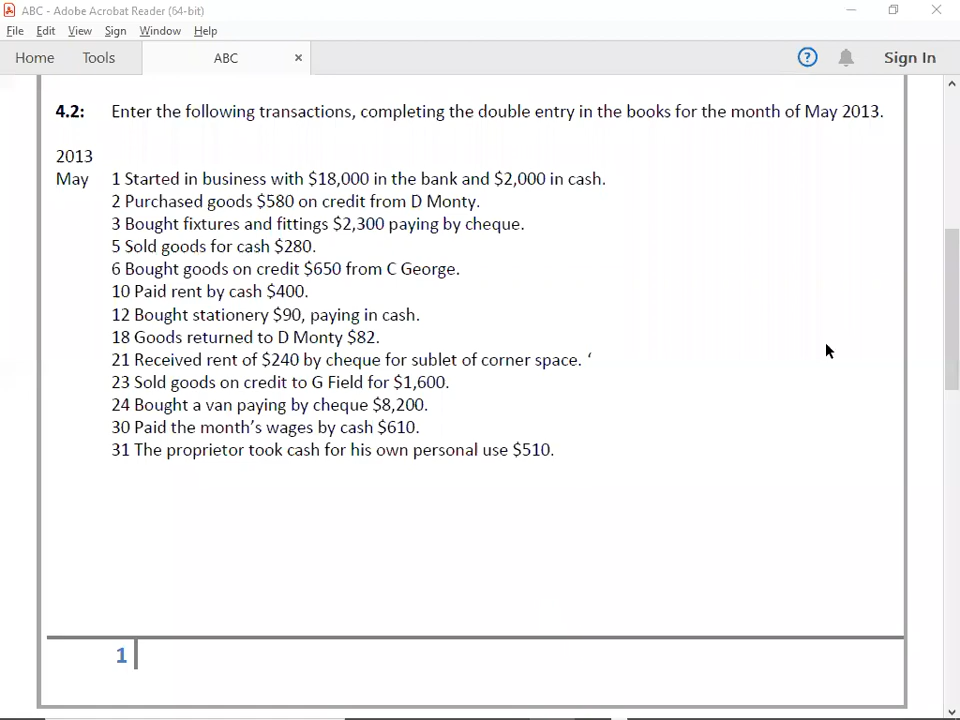 ABC - Adobe Acrobat Reader (64-bit)
File Edit View Sign Window Help
Home Tools ABC × ? Sign In
4.2: Enter the following transactions, completing the double entry in the books for the month of May 2013.
2013
May 1 Started in business with $18,000 in the bank and $2,000 in cash.
2 Purchased goods $580 on credit from D Monty.
3 Bought fixtures and fittings $2,300 paying by cheque.
5 Sold goods for cash $280.
6 Bought goods on credit $650 from C George.
10 Paid rent by cash $400.
12 Bought stationery $90, paying in cash.
18 Goods returned to D Monty $82.
21 Received rent of $240 by cheque for sublet of corner space. ‘
23 Sold goods on credit to G Field for $1,600.
24 Bought a van paying by cheque $8,200.
30 Paid the month’s wages by cash $610.
31 The proprietor took cash for his own personal use $510.
1